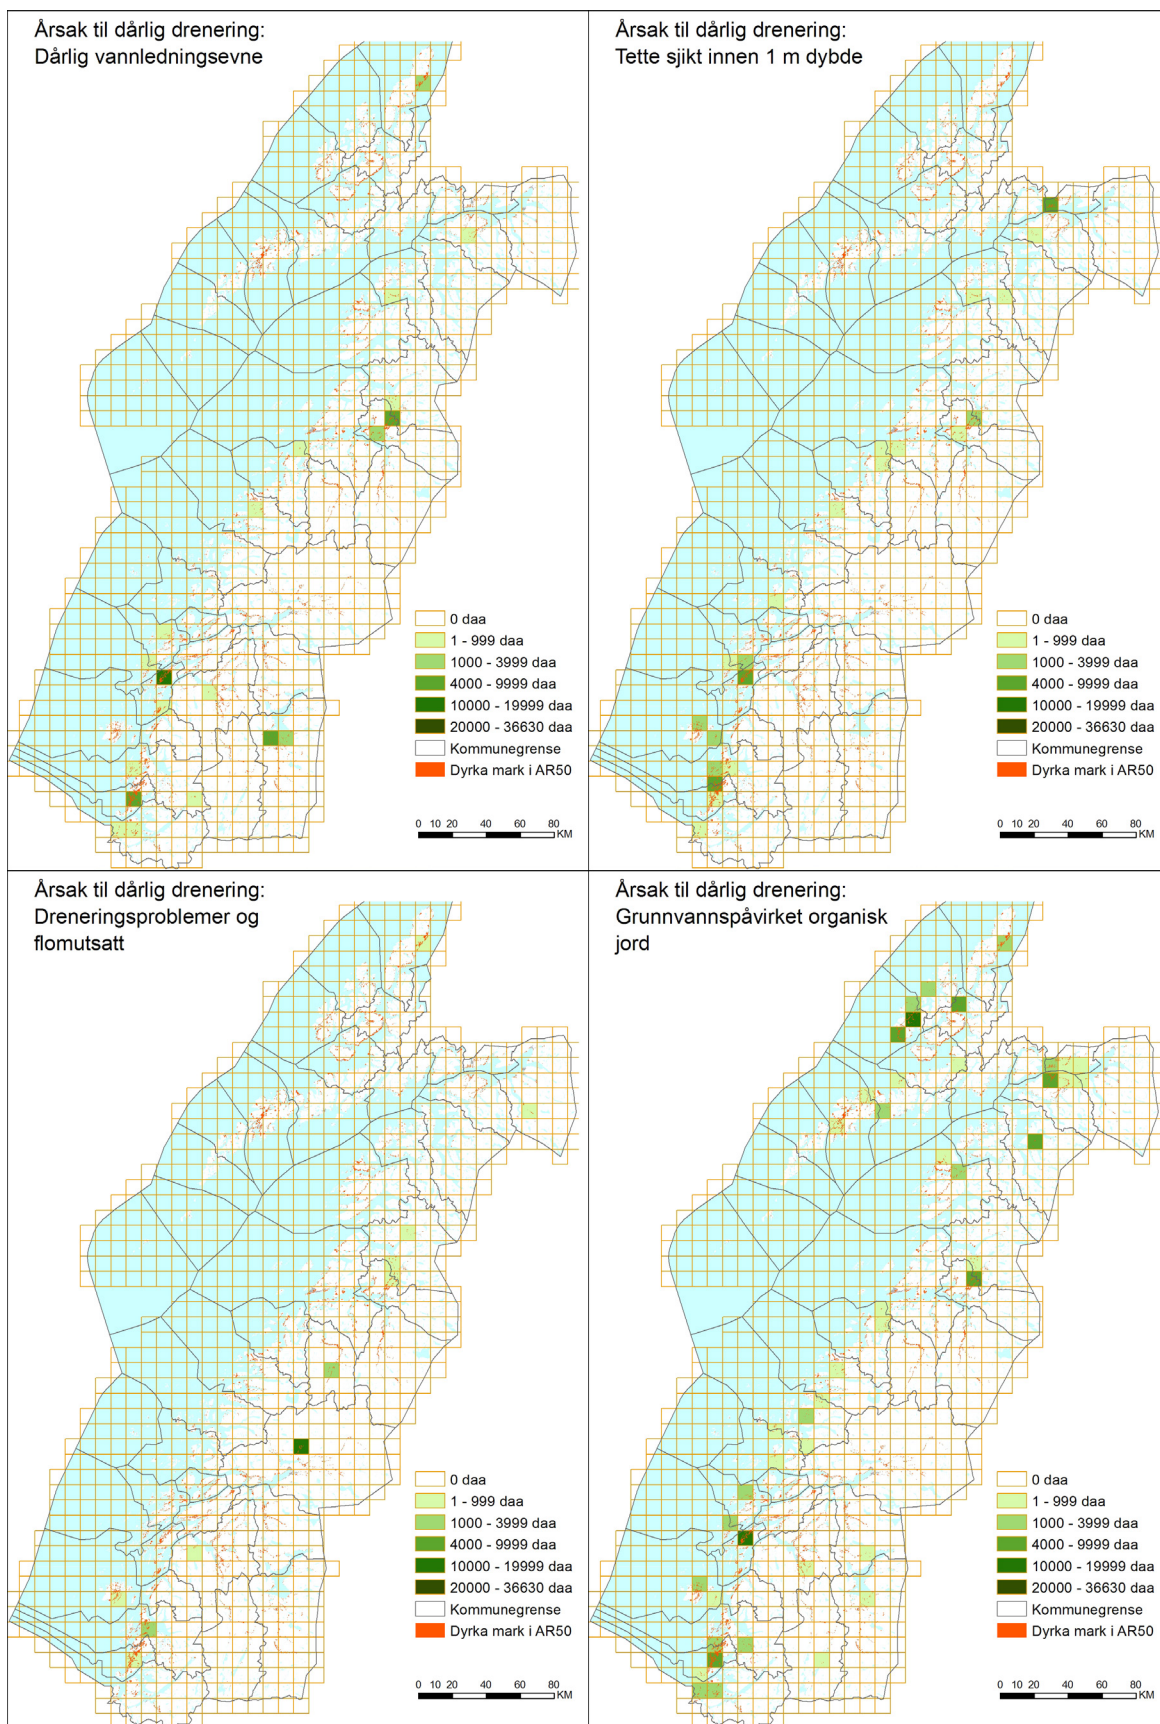 Årsak til dårlig drenering:
Dårlig vannledningsevne
0 daa
1 - 999 daa
1000 - 3999 daa
4000 - 9999 daa
10000 - 19999 daa
20000 - 36630 daa
Kommunegrense
Dyrka mark i AR50
0 10 20 40 60 80
KM
Årsak til dårlig drenering:
Tette sjikt innen 1 m dybde
0 daa
1 - 999 daa
1000 - 3999 daa
4000 - 9999 daa
10000 - 19999 daa
20000 - 36630 daa
Kommunegrense
Dyrka mark i AR50
0 10 20 40 60 80
KM
Årsak til dårlig drenering:
Dreneringsproblemer og
flomutsatt
0 daa
1 - 999 daa
1000 - 3999 daa
4000 - 9999 daa
10000 - 19999 daa
20000 - 36630 daa
Kommunegrense
Dyrka mark i AR50
0 10 20 40 60 80
KM
Årsak til dårlig drenering:
Grunnvannspåvirket organisk
jord
0 daa
1 - 999 daa
1000 - 3999 daa
4000 - 9999 daa
10000 - 19999 daa
20000 - 36630 daa
Kommunegrense
Dyrka mark i AR50
0 10 20 40 60 80
KM